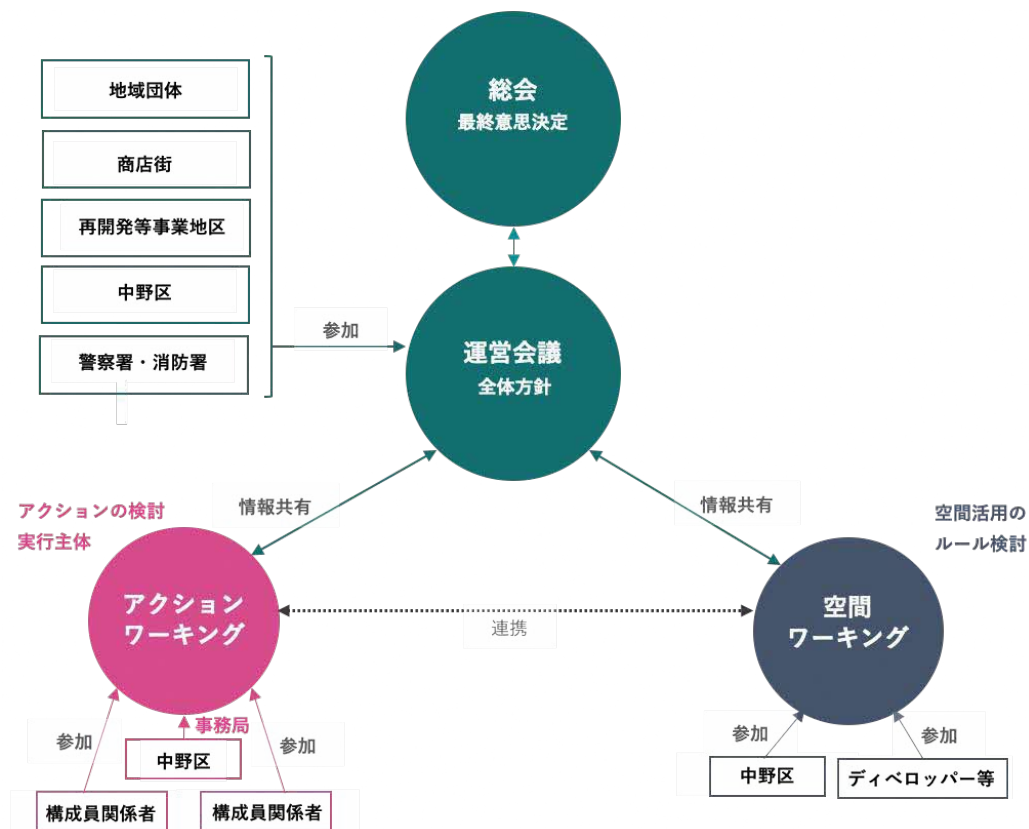 総会
最終意思決定
地域団体
商店街
再開発等事業地区
中野区
警察署・消防署
参加
運営会議
全体方針
情報共有
情報共有
アクションの検討
実行主体
空間活用の
ルール検討
アクション
ワーキング
連携
空間
ワーキング
事務局
参加
中野区
参加
構成員関係者
構成員関係者
参加
参加
中野区
ディベロッパー等